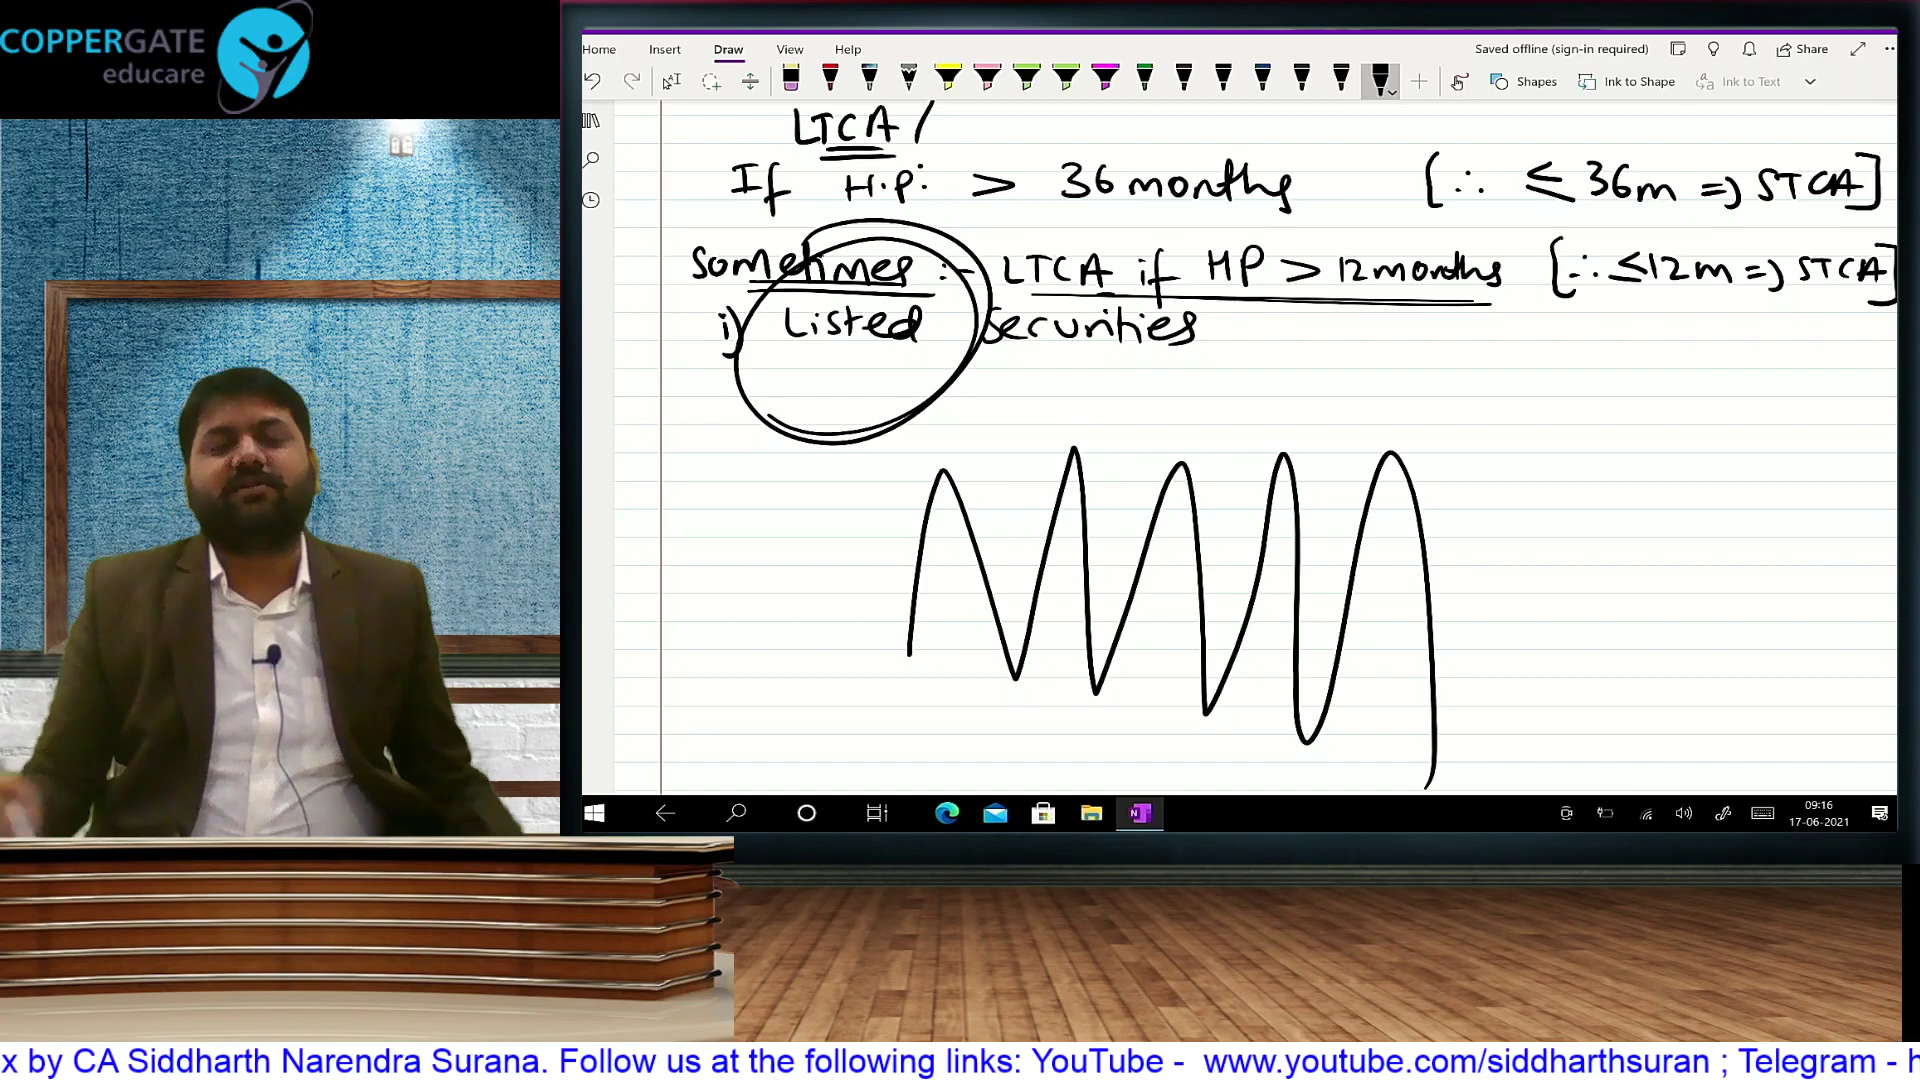 COPPERGATE
educare
Home Insert Draw View Help Saved offline (sign-in required) Share
Shapes Ink to Shape Ink to Text
LTCA /
If H.P. > 36 months [∴ ≤ 36m => STCA]
Sometimes :- LTCA if HP > 12 months [∴ ≤ 12m => STCA]
i) Listed Securities
09:16
17-06-2021
x by CA Siddharth Narendra Surana. Follow us at the following links: YouTube - www.youtube.com/siddharthsuran ; Telegram - h